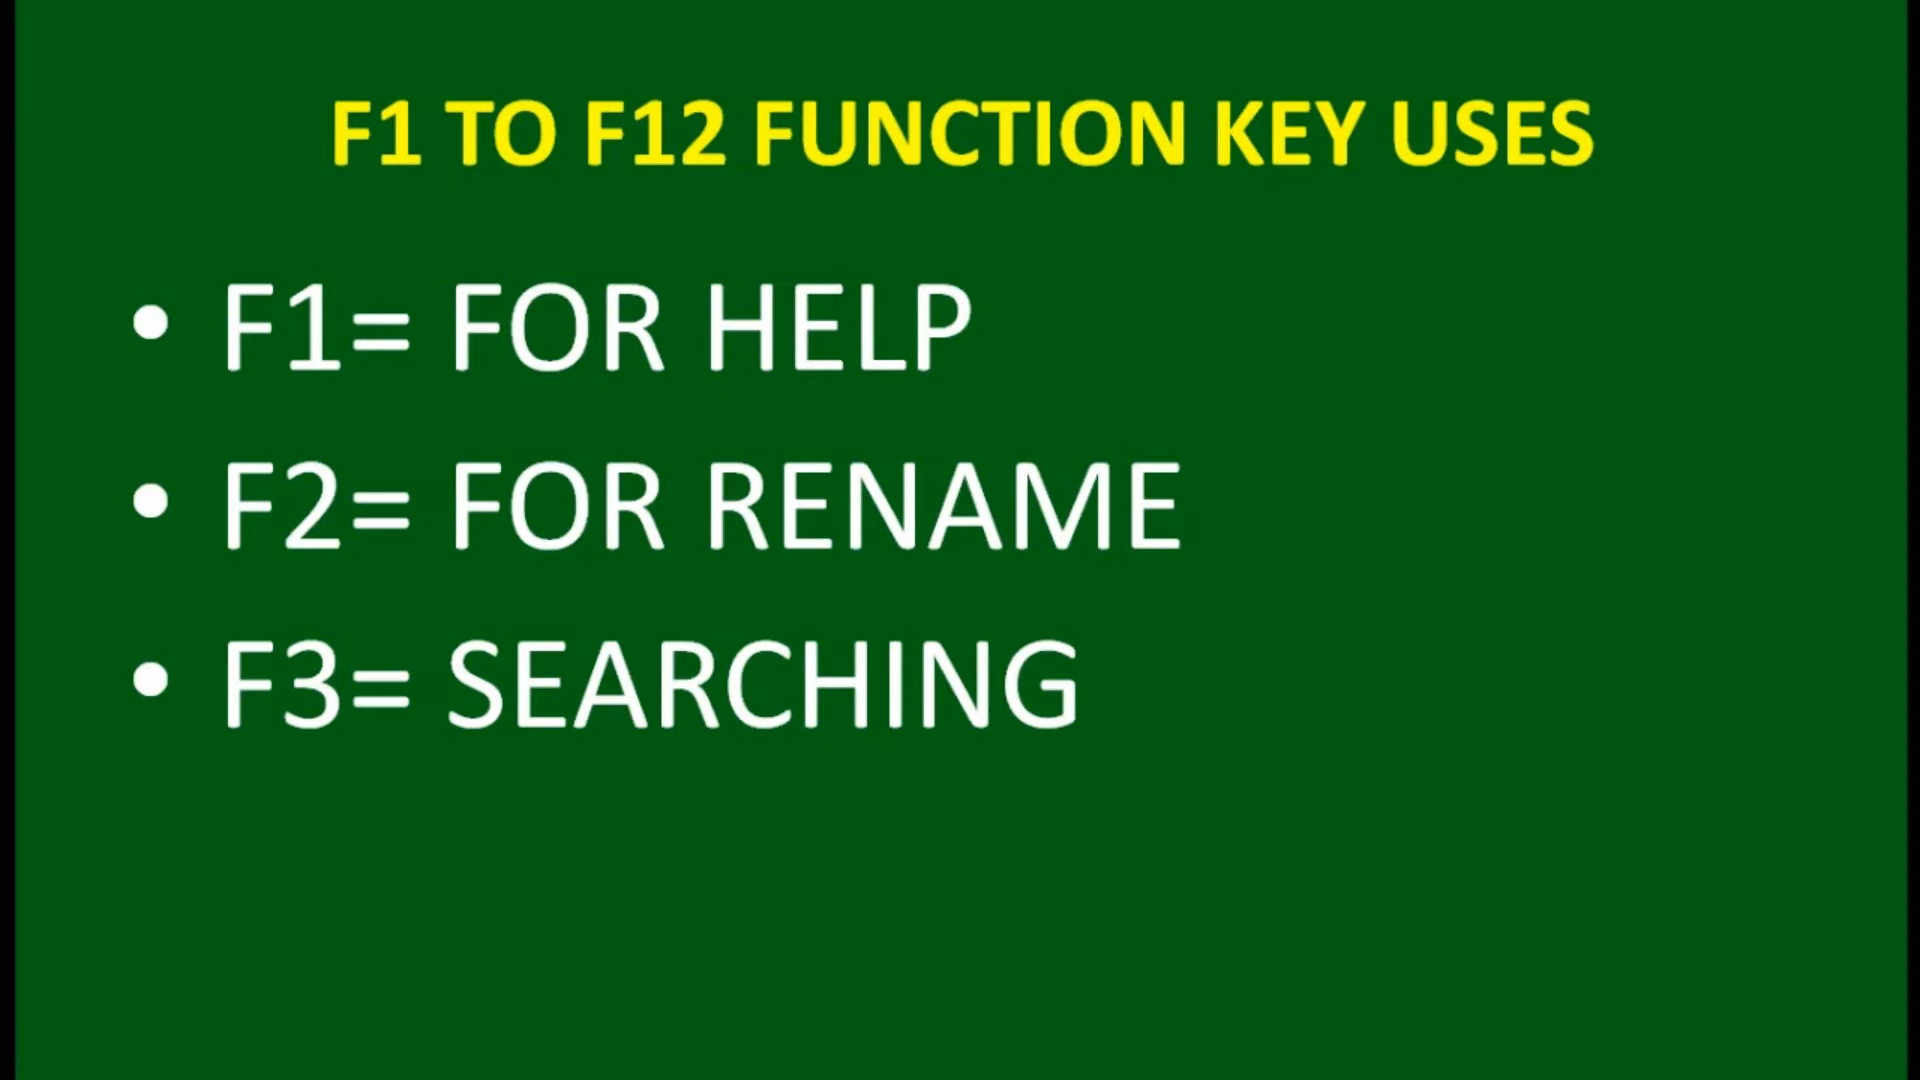 F1 TO F12 FUNCTION KEY USES
• F1= FOR HELP
• F2= FOR RENAME
• F3= SEARCHING